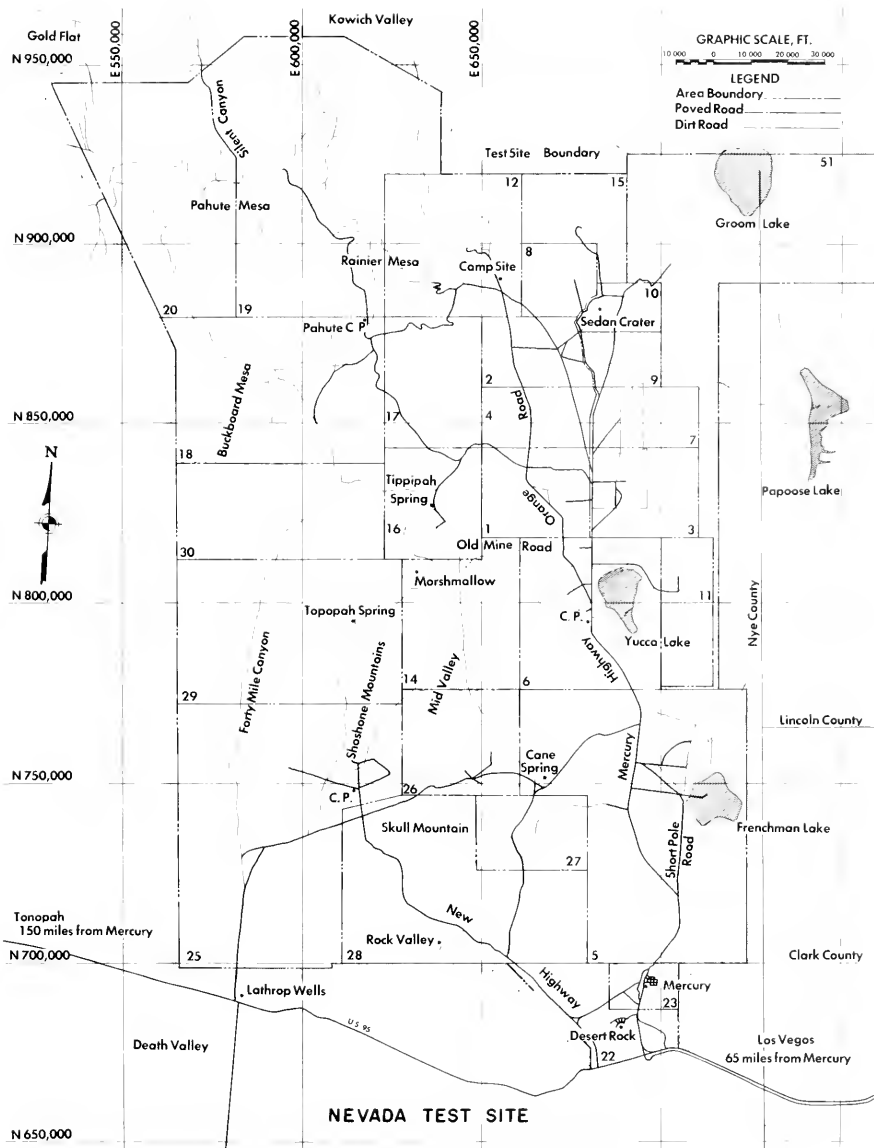 Kawich Valley
Gold Flat
E 550,000
E 600,000
E 650,000
GRAPHIC SCALE, FT.
10 000 0 10 000 20 000 30 000
N 950,000
LEGEND
Area Boundary
Paved Road
Dirt Road
Silent Canyon
Test Site Boundary
51
12
15
Pahute Mesa
Groom Lake
N 900,000
8
Rainier Mesa
Camp Site
10
20
19
Pahute C P
Sedan Crater
Buckboard Mesa
2
9
Road
N 850,000
17
4
7
18
N
Tippipah
Spring
Papoose Lake
Orange
16
1
3
Old Mine Road
30
Marshmallow
N 800,000
11
Topopah Spring
C. P.
Yucca Lake
Nye County
Forty Mile Canyon
Shoshone Mountains
Mid Valley
Highway
14
6
29
Lincoln County
Cane
Spring
Mercury
N 750,000
C. P.
26
Skull Mountain
Frenchman Lake
Short Pole
Road
27
New
Tonopah
150 miles from Mercury
Rock Valley
N 700,000
25
28
5
Clark County
Highway
Mercury
Lathrop Wells
23
U S 95
Desert Rock
Death Valley
22
Los Vegas
65 miles from Mercury
NEVADA TEST SITE
N 650,000